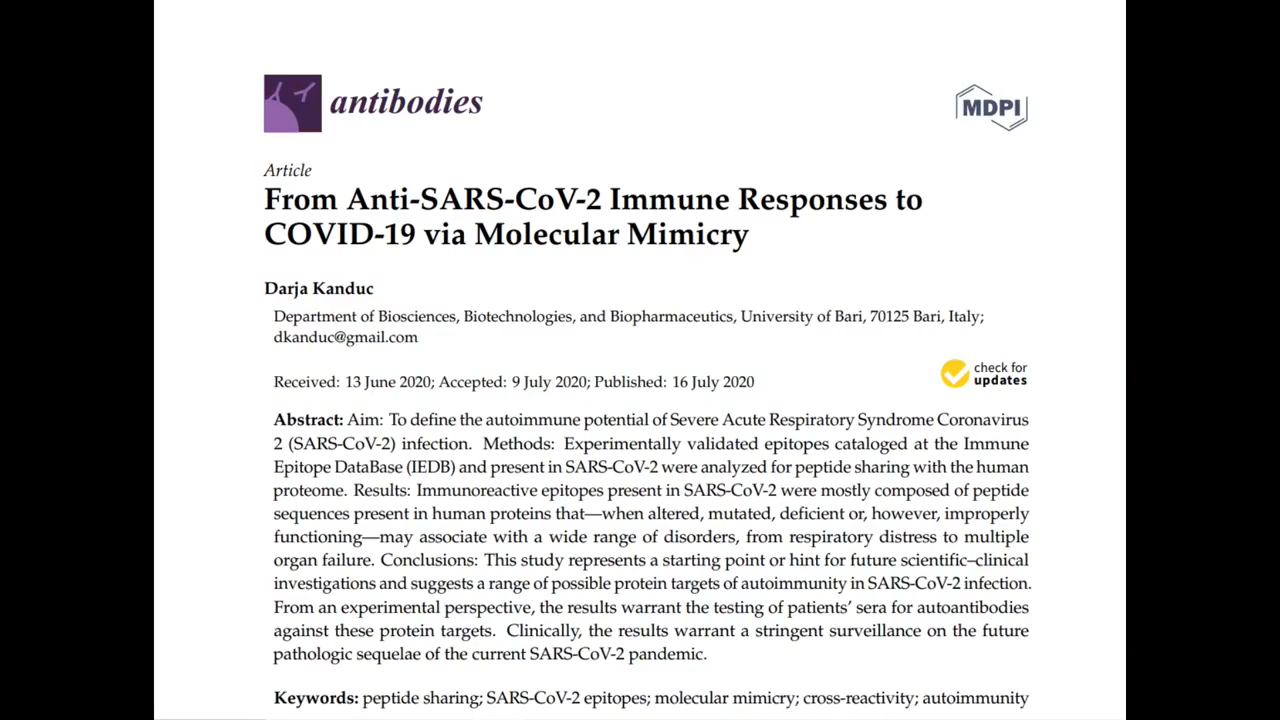 antibodies
MDPI
Article
From Anti-SARS-CoV-2 Immune Responses to
COVID-19 via Molecular Mimicry
Darja Kanduc
Department of Biosciences, Biotechnologies, and Biopharmaceutics, University of Bari, 70125 Bari, Italy;
dkanduc@gmail.com
check for
updates
Received: 13 June 2020; Accepted: 9 July 2020; Published: 16 July 2020
Abstract: Aim: To define the autoimmune potential of Severe Acute Respiratory Syndrome Coronavirus
2 (SARS-CoV-2) infection. Methods: Experimentally validated epitopes cataloged at the Immune
Epitope DataBase (IEDB) and present in SARS-CoV-2 were analyzed for peptide sharing with the human
proteome. Results: Immunoreactive epitopes present in SARS-CoV-2 were mostly composed of peptide
sequences present in human proteins that—when altered, mutated, deficient or, however, improperly
functioning—may associate with a wide range of disorders, from respiratory distress to multiple
organ failure. Conclusions: This study represents a starting point or hint for future scientific–clinical
investigations and suggests a range of possible protein targets of autoimmunity in SARS-CoV-2 infection.
From an experimental perspective, the results warrant the testing of patients' sera for autoantibodies
against these protein targets. Clinically, the results warrant a stringent surveillance on the future
pathologic sequelae of the current SARS-CoV-2 pandemic.
Keywords: peptide sharing; SARS-CoV-2 epitopes; molecular mimicry; cross-reactivity; autoimmunity